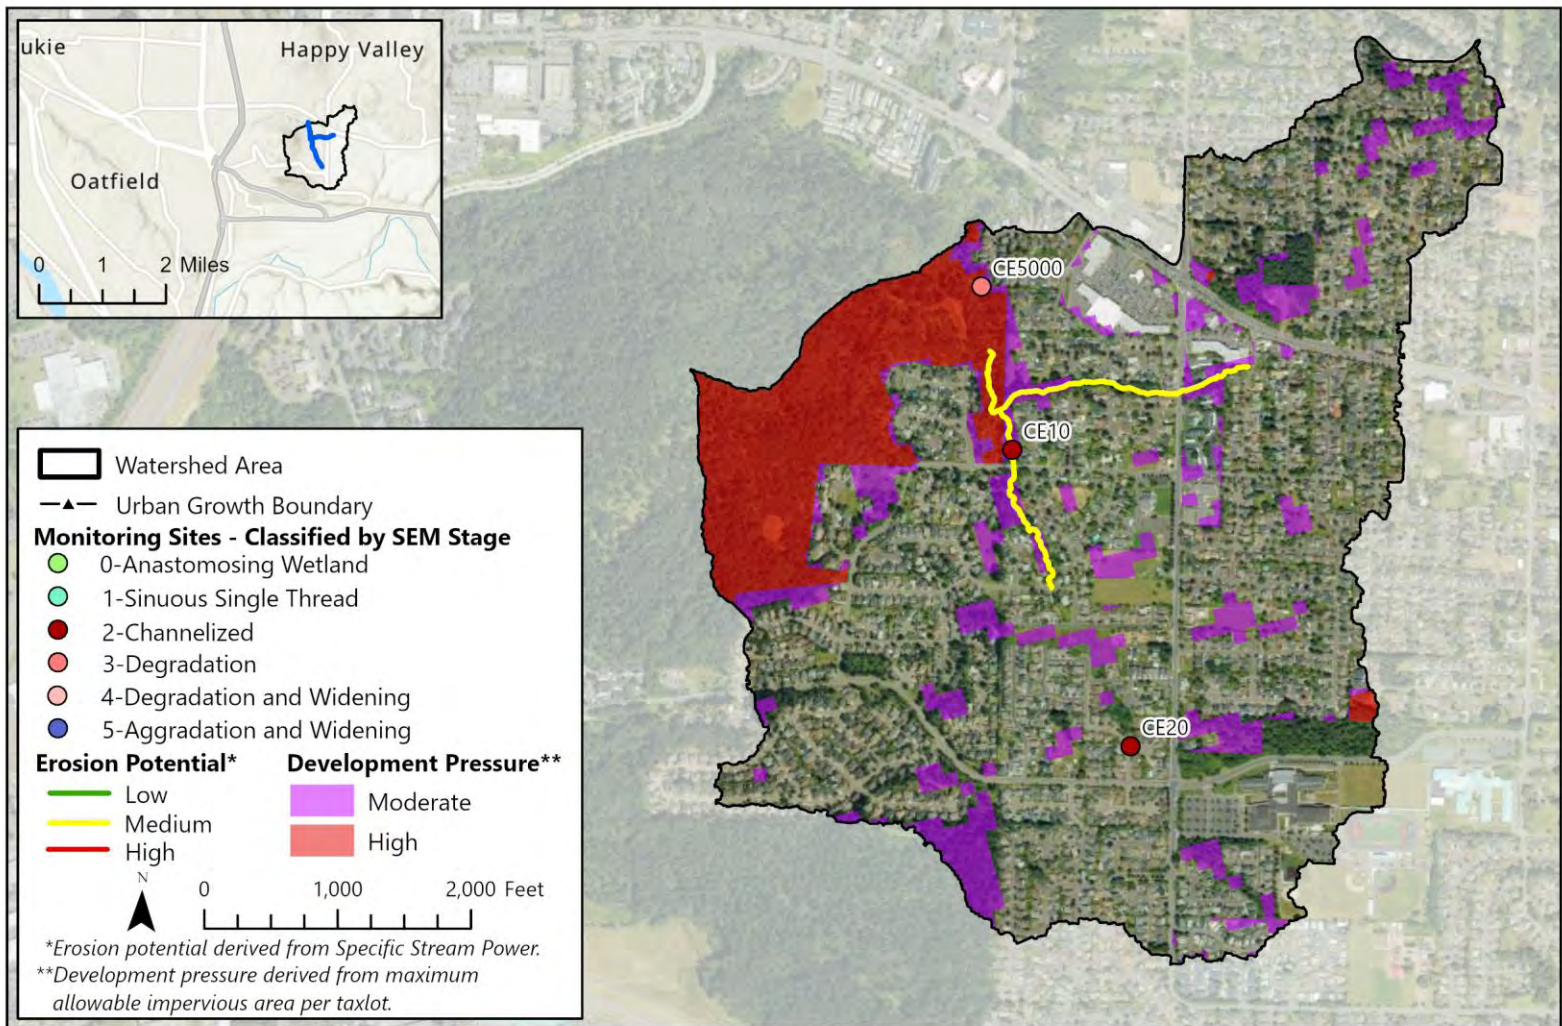 ukie
Happy Valley
Oatfield
0 1 2 Miles
CE5000
CE10
CE20
Watershed Area
Urban Growth Boundary
Monitoring Sites - Classified by SEM Stage
0-Anastomosing Wetland
1-Sinuous Single Thread
2-Channelized
3-Degradation
4-Degradation and Widening
5-Aggradation and Widening
Erosion Potential* Development Pressure**
Low
Moderate
Medium
High
High
N
0 1,000 2,000 Feet
*Erosion potential derived from Specific Stream Power.
**Development pressure derived from maximum
allowable impervious area per taxlot.